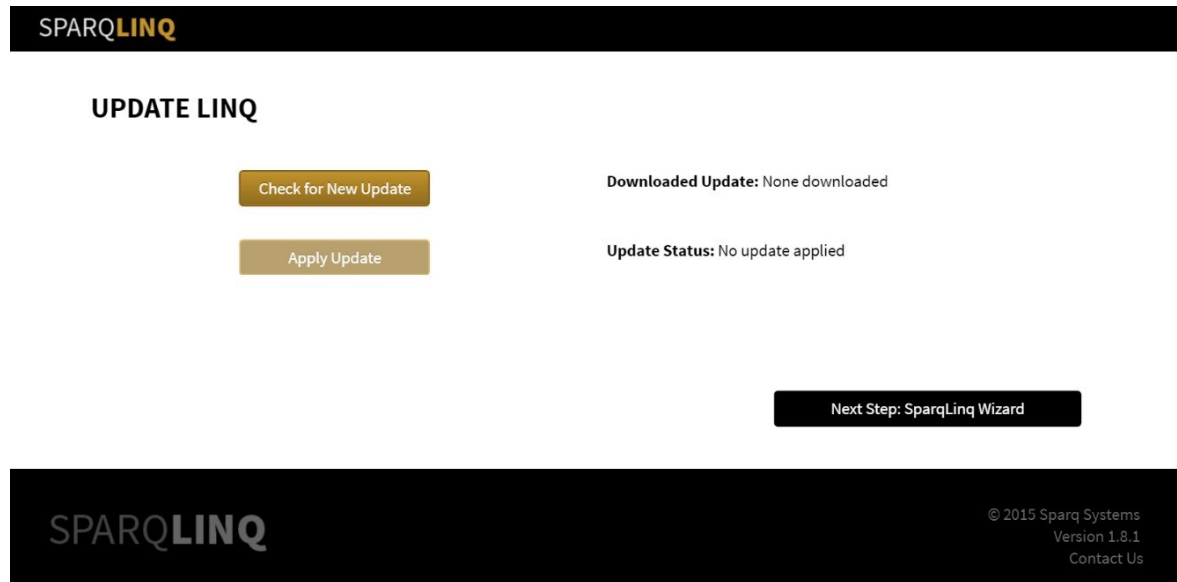 SPARQLINQ
UPDATE LINQ
Check for New Update
Downloaded Update: None downloaded
Apply Update
Update Status: No update applied
Next Step: SparqLinq Wizard
SPARQLINQ
© 2015 Sparq Systems
Version 1.8.1
Contact Us